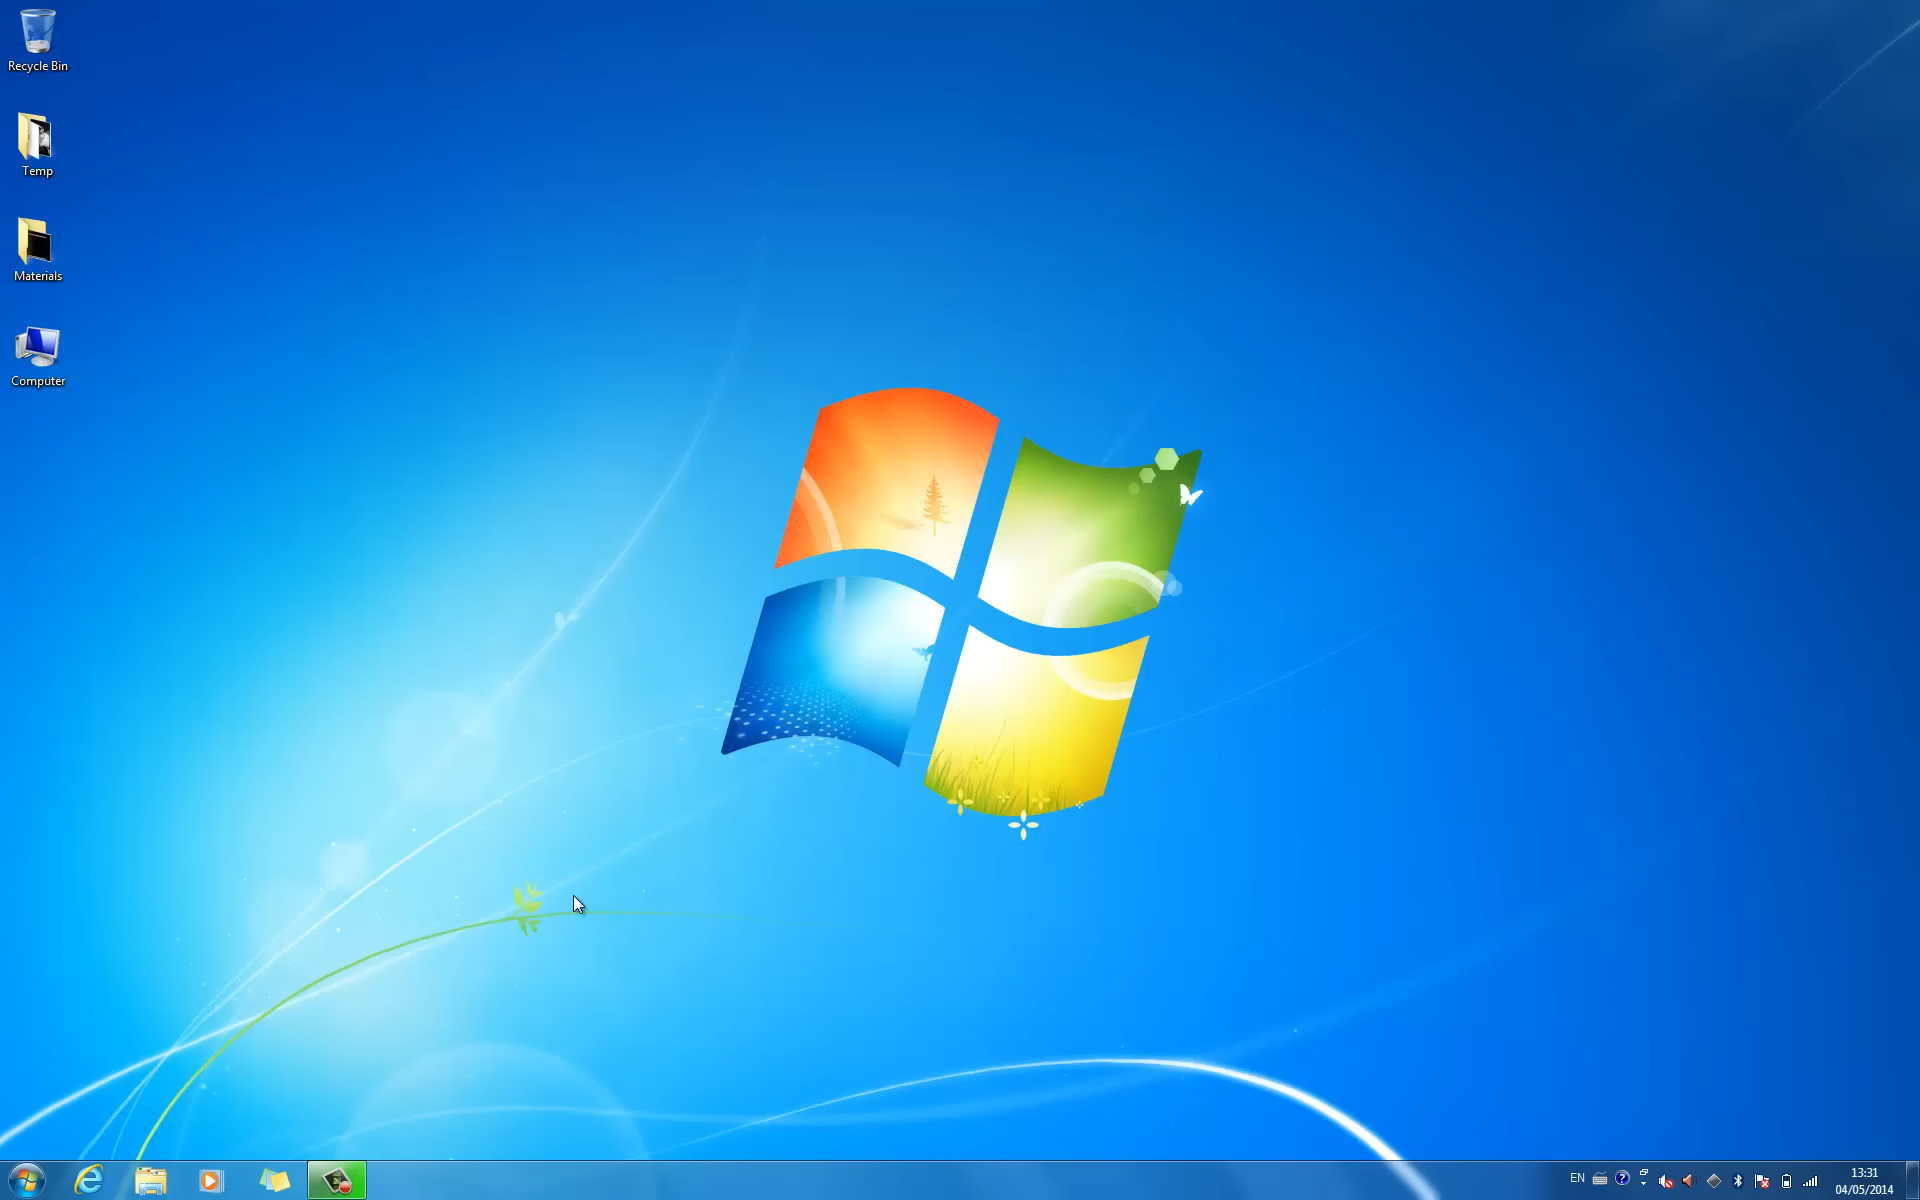 Recycle Bin
Temp
Materials
Computer
EN
13:31
04/05/2014